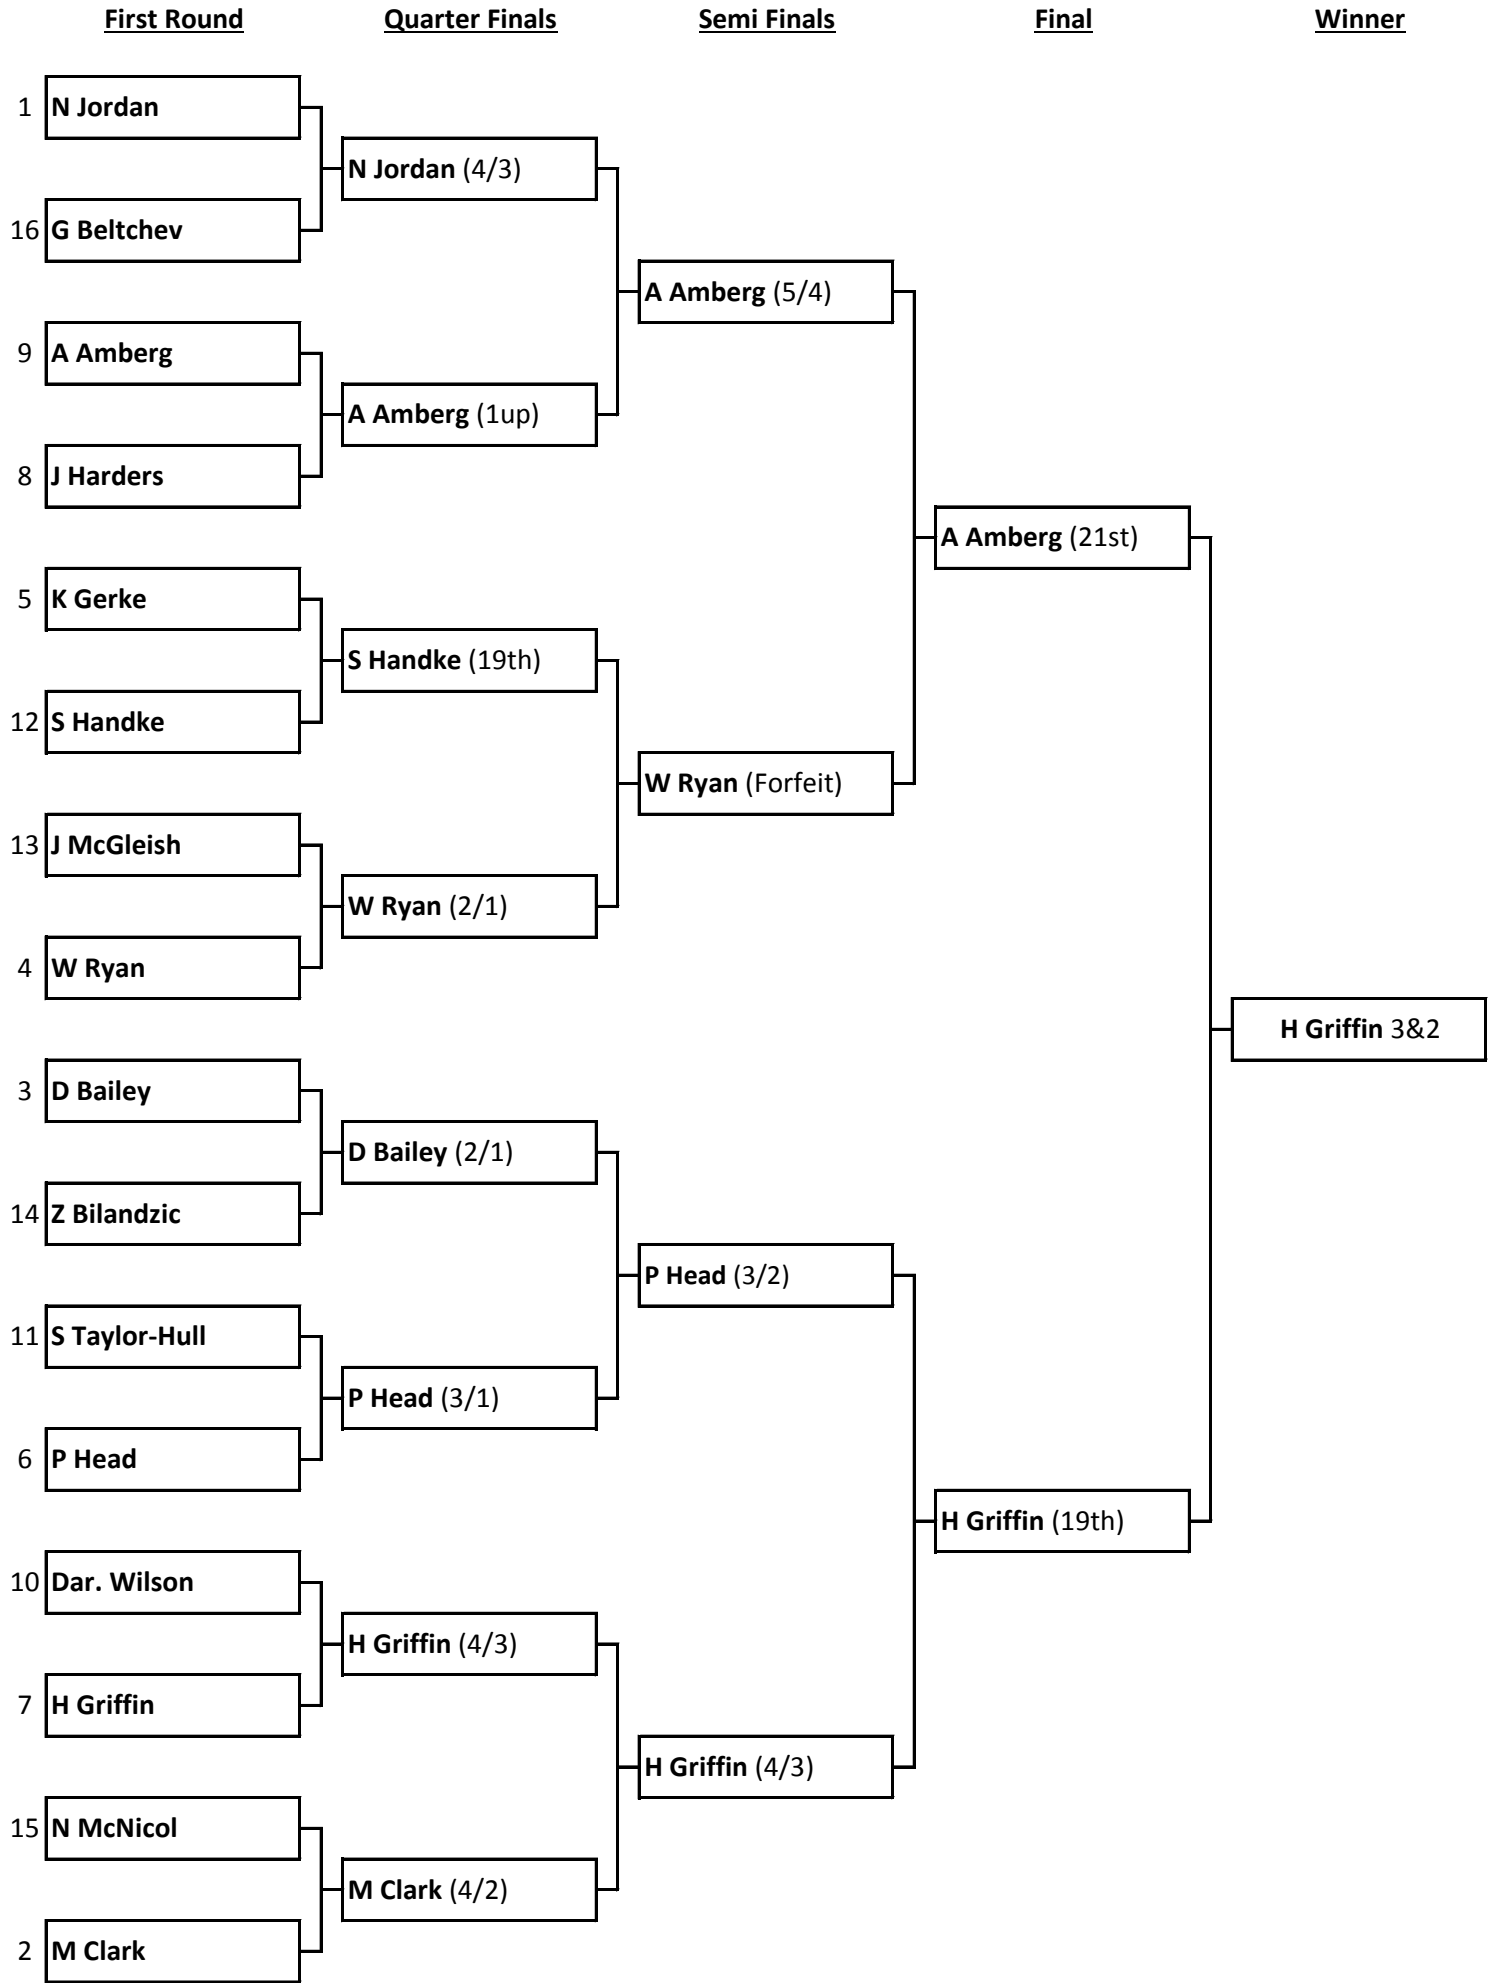 First Round Quarter Finals Semi Finals Final Winner
1 N Jordan
N Jordan (4/3)
16 G Beltchev
A Amberg (5/4)
9 A Amberg
A Amberg (1up)
8 J Harders
A Amberg (21st)
5 K Gerke
S Handke (19th)
12 S Handke
W Ryan (Forfeit)
13 J McGleish
W Ryan (2/1)
4 W Ryan
H Griffin 3&2
3 D Bailey
D Bailey (2/1)
14 Z Bilandzic
P Head (3/2)
11 S Taylor-Hull
P Head (3/1)
6 P Head
H Griffin (19th)
10 Dar. Wilson
H Griffin (4/3)
7 H Griffin
H Griffin (4/3)
15 N McNicol
M Clark (4/2)
2 M Clark